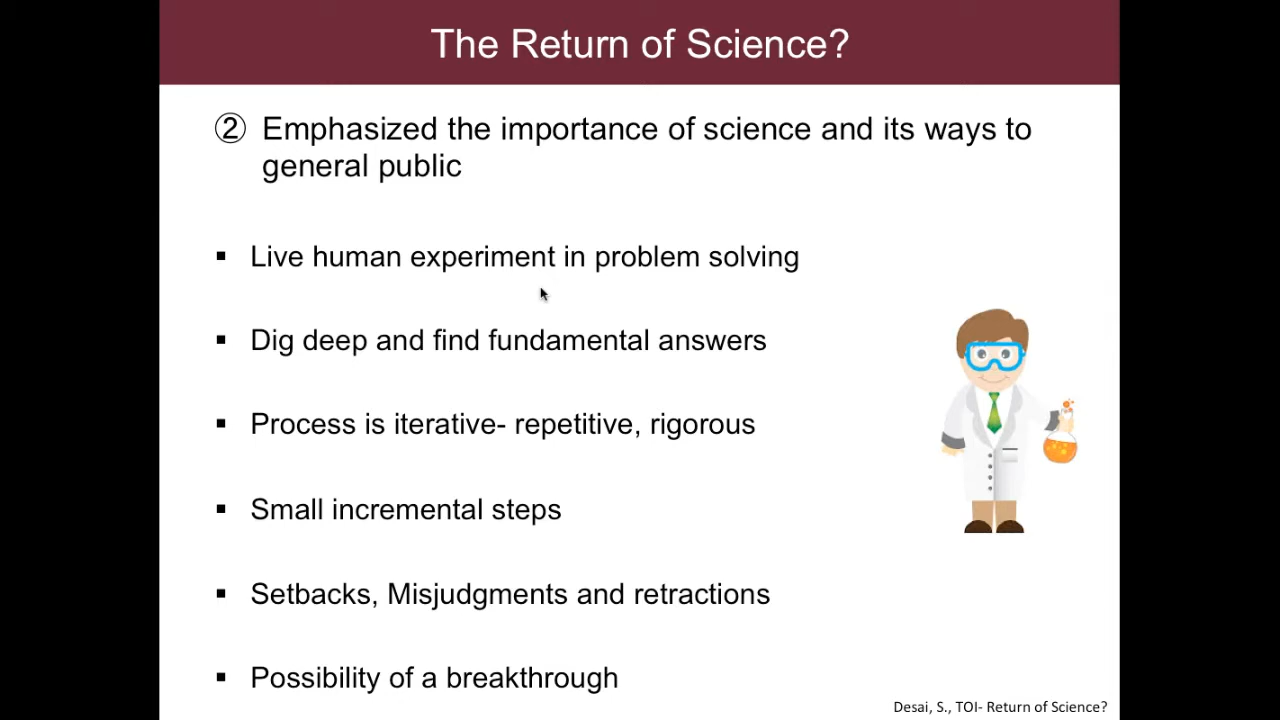 The Return of Science?
② Emphasized the importance of science and its ways to
general public
▪ Live human experiment in problem solving
▪ Dig deep and find fundamental answers
▪ Process is iterative- repetitive, rigorous
▪ Small incremental steps
▪ Setbacks, Misjudgments and retractions
▪ Possibility of a breakthrough
Desai, S., TOI- Return of Science?